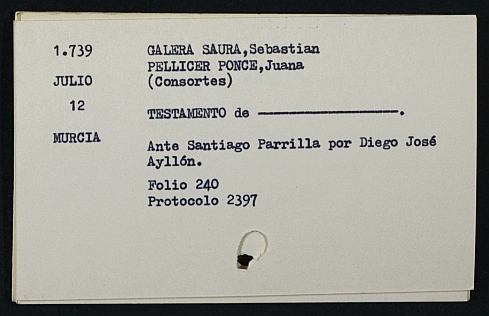 1.739 GALERA SAURA,Sebastian
PELLICER PONCE,Juana
JULIO (Consortes)
12 TESTAMENTO de ————————.
MURCIA Ante Santiago Parrilla por Diego José
Ayllón.
Folio 240
Protocolo 2397